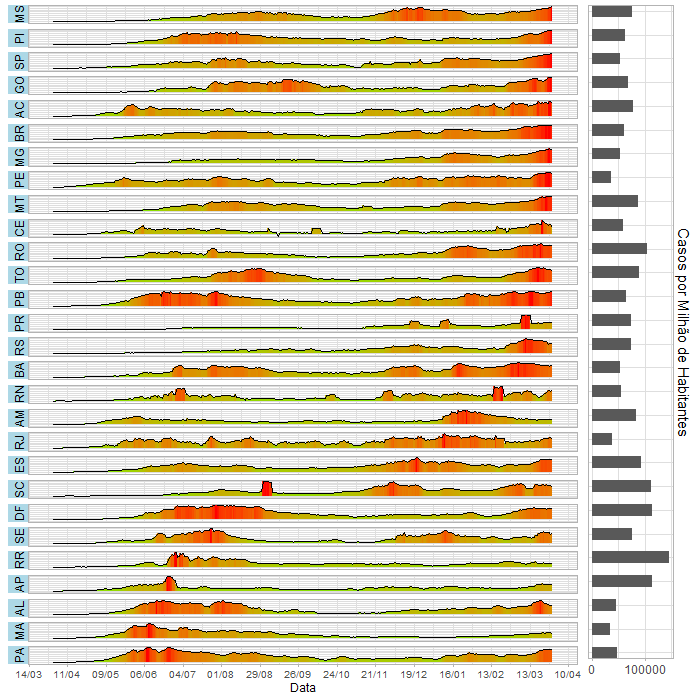 MS
PI
SP
GO
AC
BR
MG
PE
MT
CE
RO
TO
PB
PR
RS
BA
RN
AM
RJ
ES
SC
DF
SE
RR
AP
AL
MA
PA
14/03 11/04 09/05 06/06 04/07 01/08 29/08 26/09 24/10 21/11 19/12 16/01 13/02 13/03 10/04
Data
0 100000
Casos por Milhão de Habitantes